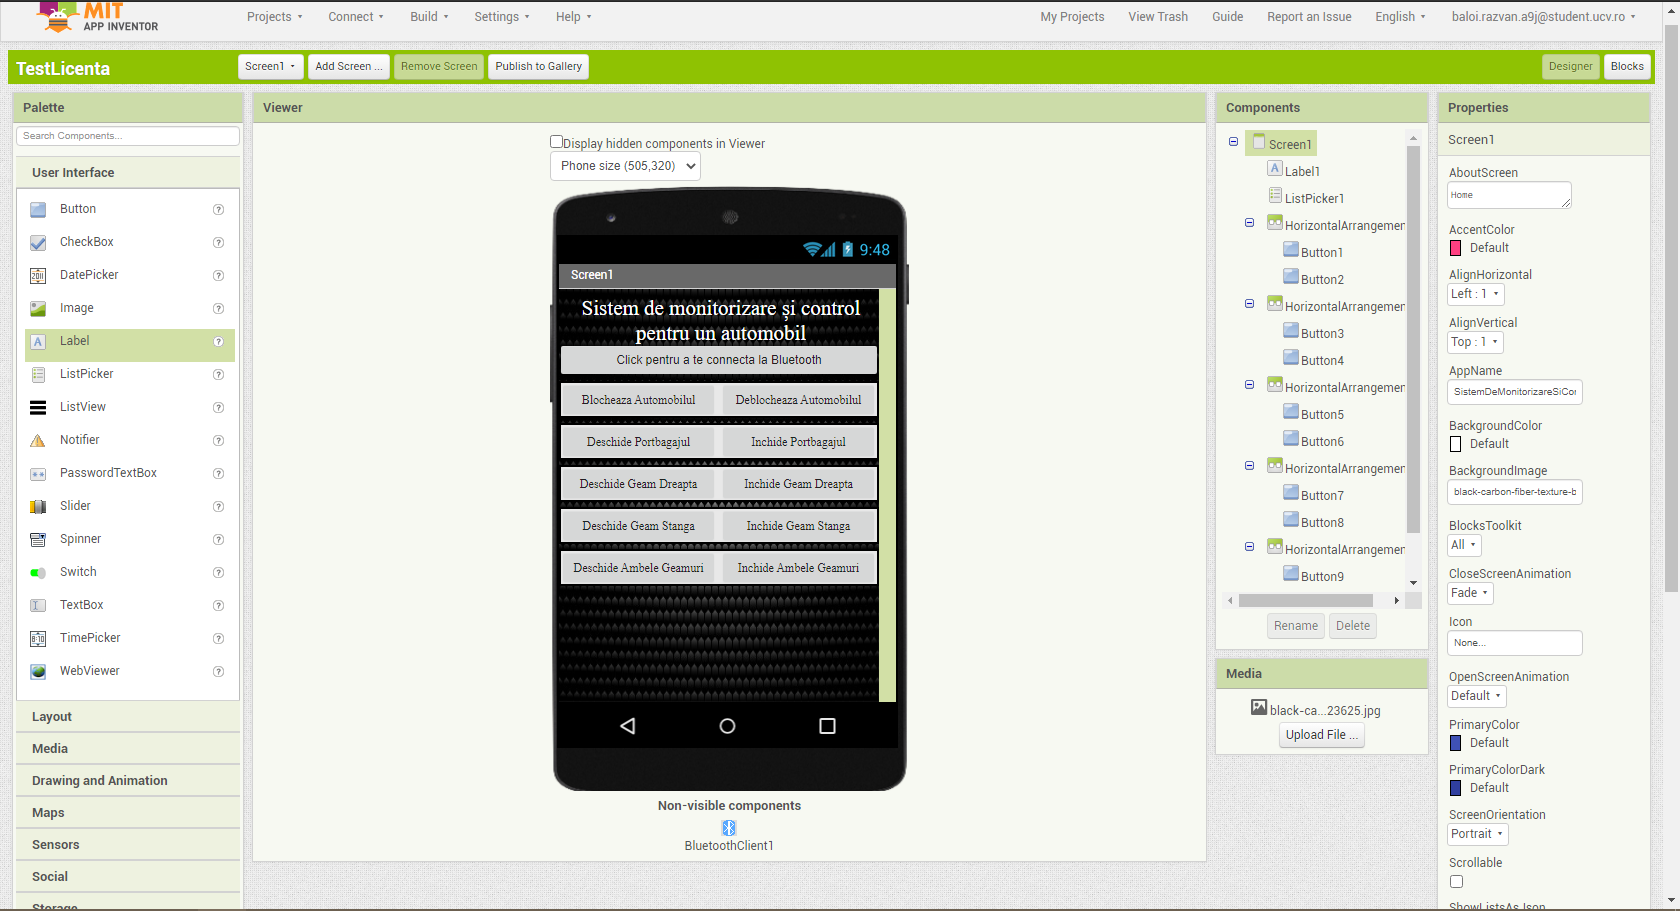 MIT
APP INVENTOR
Projects
Connect
Build
Settings
Help
My Projects
View Trash
Guide
Report an Issue
English
baloi.razvan.a9j@student.ucv.ro
TestLicenta
Screen1
Add Screen ...
Remove Screen
Publish to Gallery
Designer
Blocks
Palette
Search Components...
User Interface
Button
CheckBox
DatePicker
Image
Label
ListPicker
ListView
Notifier
PasswordTextBox
Slider
Spinner
Switch
TextBox
TimePicker
WebViewer
Layout
Media
Drawing and Animation
Maps
Sensors
Social
Storage
Viewer
Display hidden components in Viewer
Phone size (505,320)
9:48
Screen1
Sistem de monitorizare și control
pentru un automobil
Click pentru a te connecta la Bluetooth
Blocheaza Automobilul
Deblocheaza Automobilul
Deschide Portbagajul
Inchide Portbagajul
Deschide Geam Dreapta
Inchide Geam Dreapta
Deschide Geam Stanga
Inchide Geam Stanga
Deschide Ambele Geamuri
Inchide Ambele Geamuri
Non-visible components
BluetoothClient1
Components
Screen1
Label1
ListPicker1
HorizontalArrangemen
Button1
Button2
HorizontalArrangemen
Button3
Button4
HorizontalArrangemen
Button5
Button6
HorizontalArrangemen
Button7
Button8
HorizontalArrangemen
Button9
Rename
Delete
Media
black-ca...23625.jpg
Upload File ...
Properties
Screen1
AboutScreen
Home
AccentColor
Default
AlignHorizontal
Left : 1
AlignVertical
Top : 1
AppName
SistemDeMonitorizareSiCo
BackgroundColor
Default
BackgroundImage
black-carbon-fiber-texture-b
BlocksToolkit
All
CloseScreenAnimation
Fade
Icon
None...
OpenScreenAnimation
Default
PrimaryColor
Default
PrimaryColorDark
Default
ScreenOrientation
Portrait
Scrollable
ShowListsAsJson